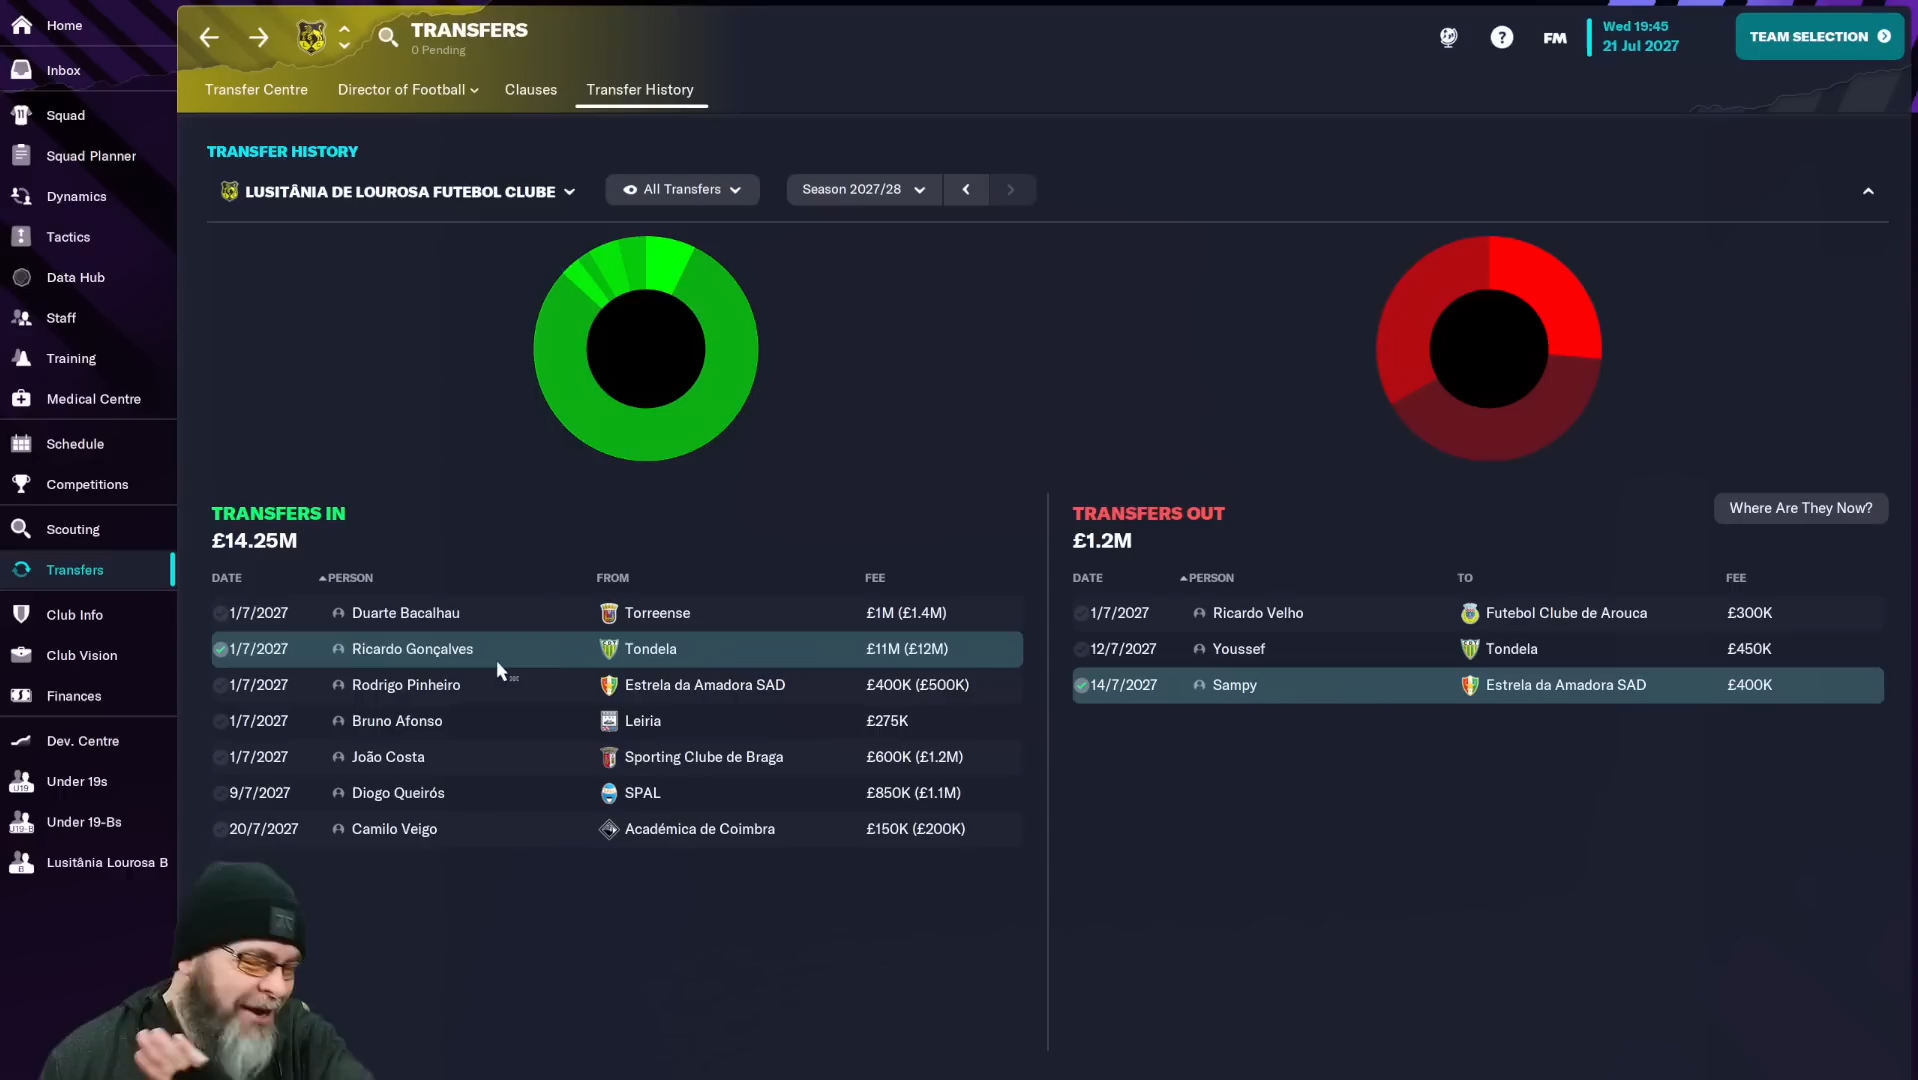 Home
Inbox
Squad
Squad Planner
Dynamics
Tactics
Data Hub
Staff
Training
Medical Centre
Schedule
Competitions
Scouting
Transfers
Club Info
Club Vision
Finances
Dev. Centre
Under 19s
Under 19-Bs
Lusitânia Lourosa B
TRANSFERS
0 Pending
FM
Wed 19:45
21 Jul 2027
TEAM SELECTION
Transfer Centre Director of Football Clauses Transfer History
TRANSFER HISTORY
LUSITÂNIA DE LOUROSA FUTEBOL CLUBE All Transfers Season 2027/28
TRANSFERS IN
£14.25M
DATE PERSON FROM FEE
1/7/2027 Duarte Bacalhau Torreense £1M (£1.4M)
1/7/2027 Ricardo Gonçalves Tondela £11M (£12M)
1/7/2027 Rodrigo Pinheiro Estrela da Amadora SAD £400K (£500K)
1/7/2027 Bruno Afonso Leiria £275K
1/7/2027 João Costa Sporting Clube de Braga £600K (£1.2M)
9/7/2027 Diogo Queirós SPAL £850K (£1.1M)
20/7/2027 Camilo Veigo Académica de Coimbra £150K (£200K)
TRANSFERS OUT
£1.2M
Where Are They Now?
DATE PERSON TO FEE
1/7/2027 Ricardo Velho Futebol Clube de Arouca £300K
12/7/2027 Youssef Tondela £450K
14/7/2027 Sampy Estrela da Amadora SAD £400K